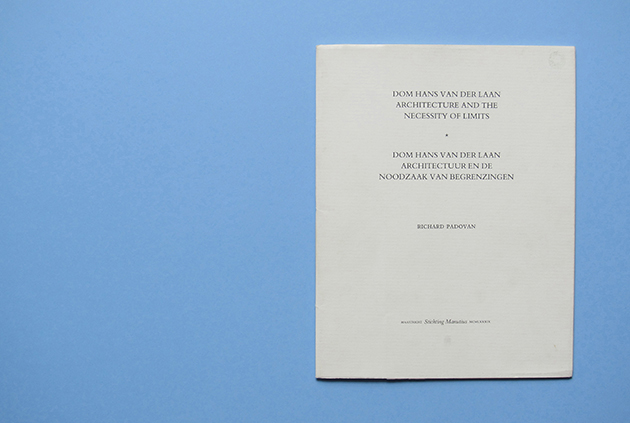 DOM HANS VAN DER LAAN
ARCHITECTURE AND THE
NECESSITY OF LIMITS
*
DOM HANS VAN DER LAAN
ARCHITECTUUR EN DE
NOODZAAK VAN BEGRENZINGEN
RICHARD PADOVAN
Stichting Manutius